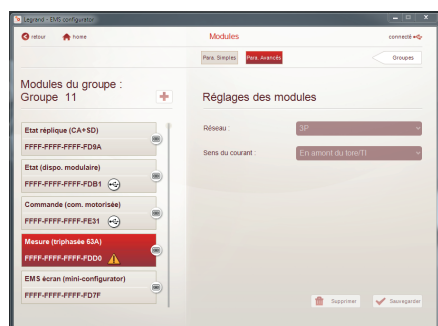 Legrand - EMS configurator
retour
home
Modules
connecté
Para. Simples
Para. Avancés
Groupes
Modules du groupe :
Groupe 11
Réglages des modules
Etat réplique (CA+SD)
FFFF-FFFF-FFFF-FD9A
Etat (dispo. modulaire)
FFFF-FFFF-FFFF-FDB1
Commande (com. motorisée)
FFFF-FFFF-FFFF-FE31
Mesure (triphasée 63A)
FFFF-FFFF-FFFF-FDD0
EMS écran (mini-configurator)
FFFF-FFFF-FFFF-FD7F
Réseau :
3P
Sens du courant :
En amont du tore/TI
Supprimer
Sauvegarder